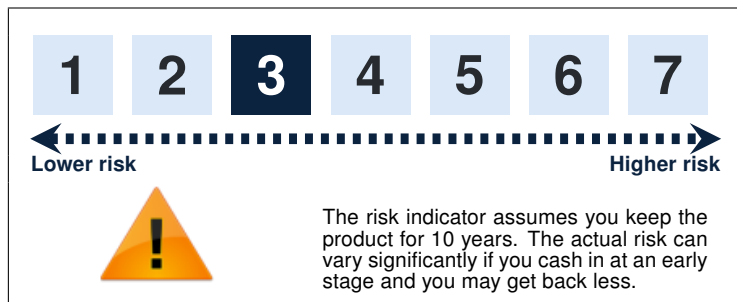 1 2 3 4 5 6 7
Lower risk Higher risk
!
The risk indicator assumes you keep the
product for 10 years. The actual risk can
vary significantly if you cash in at an early
stage and you may get back less.